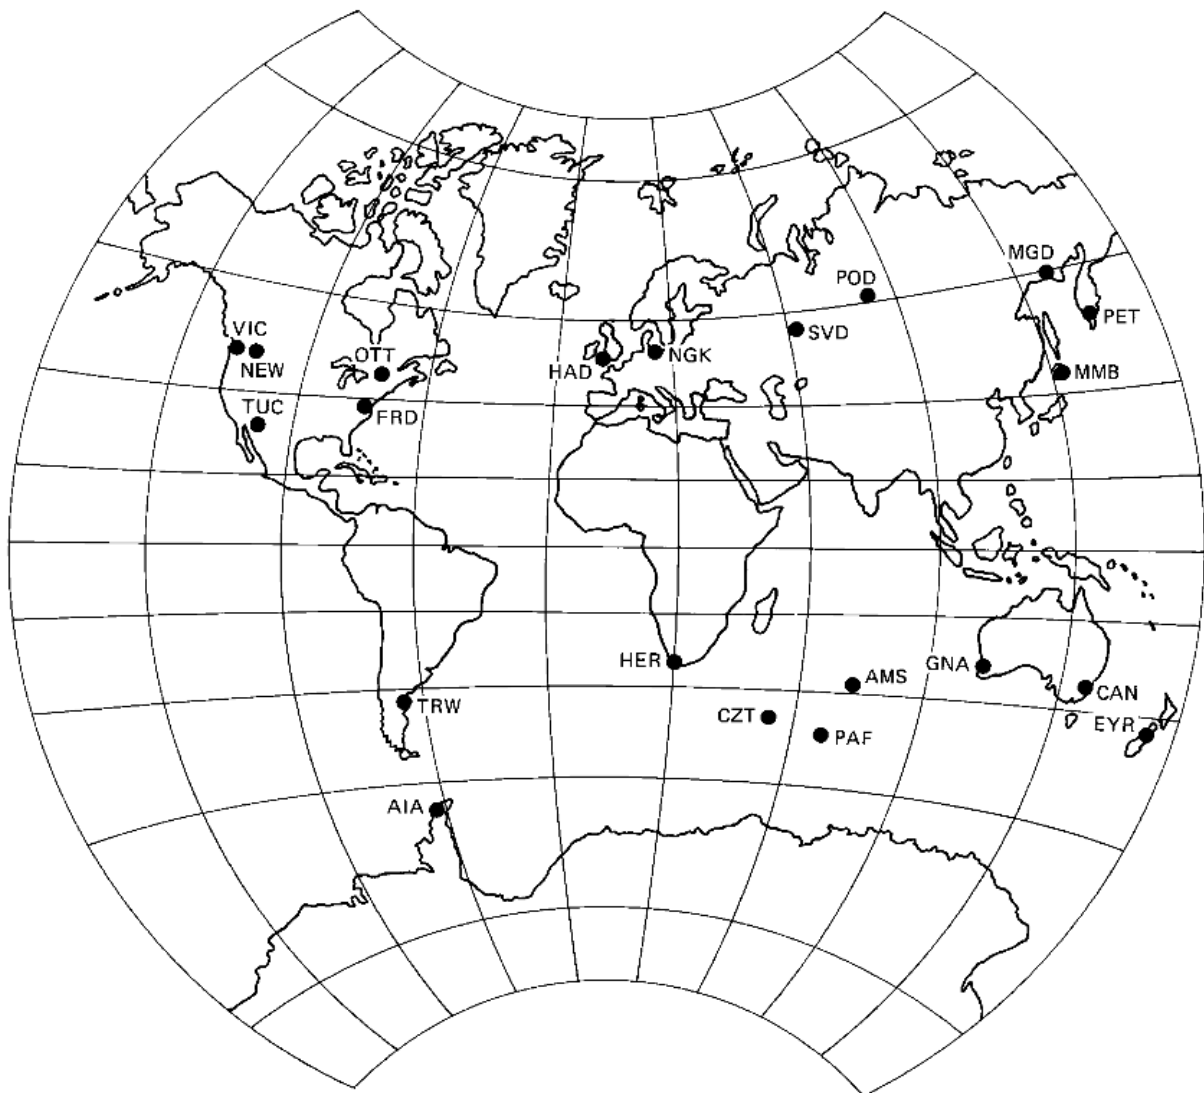 MGD
POD
PET
VIC
SVD
OTT
NGK
NEW
HAD
MMB
TUC
FRD
HER
GNA
AMS
CAN
TRW
CZT
EYR
PAF
AIA